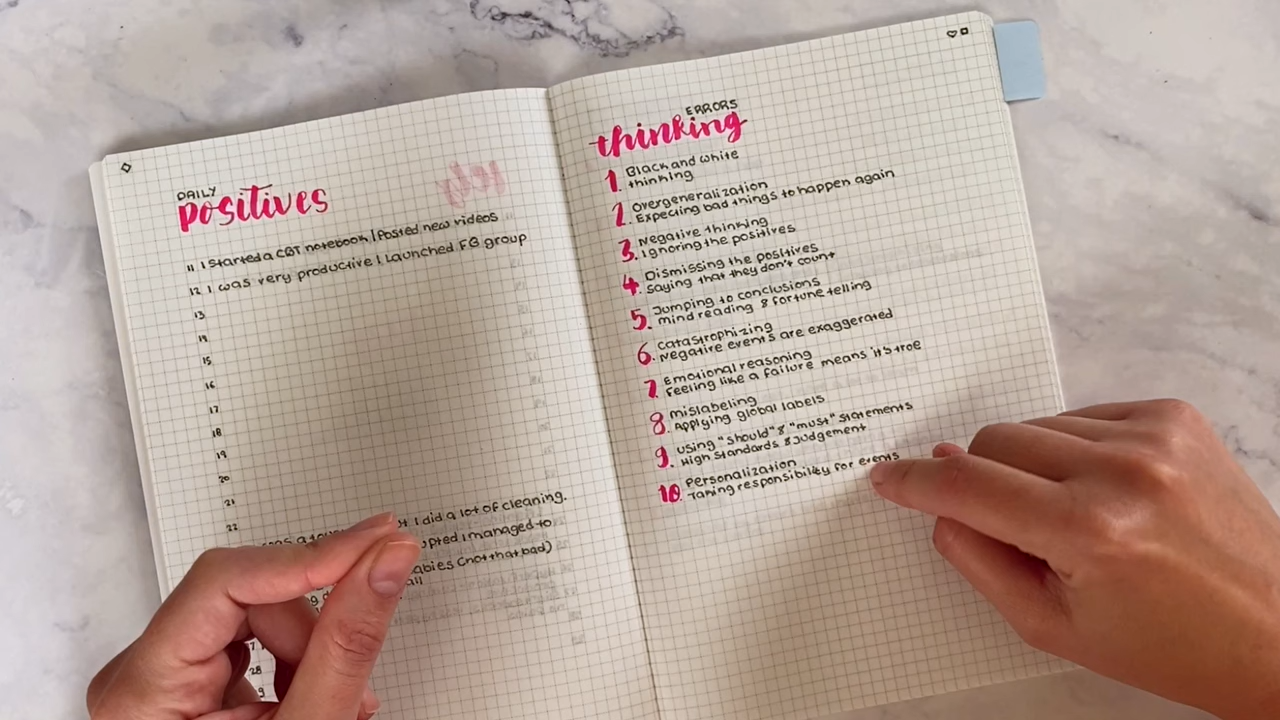 DAILY
positives
11 I started a CBT notebook | Posted new videos
12 I was very productive I launched FB group
13
14
15
16
17
18
19
20
21
22
I did a lot of cleaning.
I managed to
(not that bad)
28
ERRORS
thinking
1. Black and white
thinking
2. Overgeneralization
Expecting bad things to happen again
3. Negative thinking
Ignoring the positives
4. Dismissing the positives
Saying that they don't count
5. Jumping to conclusions
mind reading & fortune telling
6. Catastrophizing
Negative events are exaggerated
7. Emotional reasoning
Feeling like a failure means it's true
8. mislabeling
Applying global labels
9. Using "should" & "must" statements
High standards & judgement
10. Personalization
Taking responsibility for events